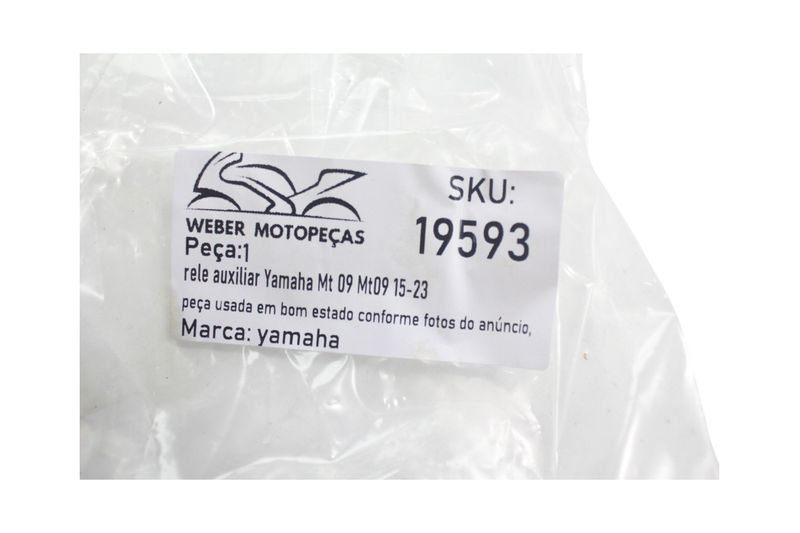 WEBER MOTOPEÇAS
SKU:
19593
Peça:1
rele auxiliar Yamaha Mt 09 Mt09 15-23
peça usada em bom estado conforme fotos do anúncio,
Marca: yamaha